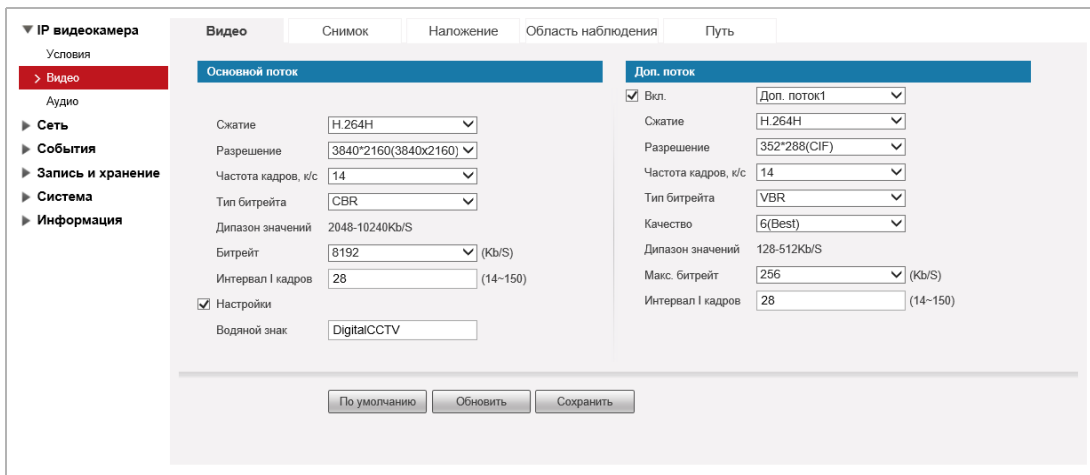 IP видеокамера
Условия
Видео
Аудио
Сеть
События
Запись и хранение
Система
Информация
Видео Снимок Наложение Область наблюдения Путь
Основной поток
Сжатие H.264H
Разрешение 3840*2160(3840x2160)
Частота кадров, к/с 14
Тип битрейта CBR
Дипазон значений 2048-10240Kb/S
Битрейт 8192 (Kb/S)
Интервал I кадров 28 (14~150)
Настройки
Водяной знак DigitalCCTV
Доп. поток
Вкл. Доп. поток1
Сжатие H.264H
Разрешение 352*288(CIF)
Частота кадров, к/с 14
Тип битрейта VBR
Качество 6(Best)
Дипазон значений 128-512Kb/S
Макс. битрейт 256 (Kb/S)
Интервал I кадров 28 (14~150)
По умолчанию Обновить Сохранить